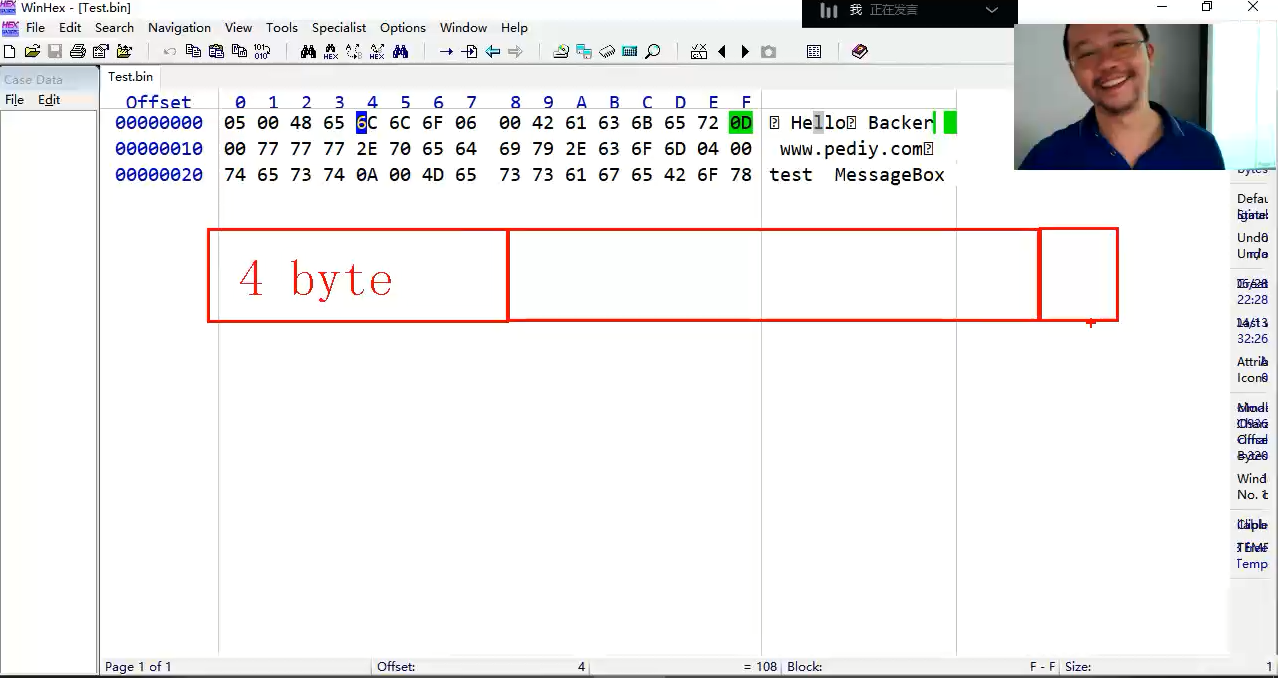 WinHex - [Test.bin]
我 正在发言
File Edit Search Navigation View Tools Specialist Options Window Help
Case Data
File Edit
Test.bin
Offset 0 1 2 3 4 5 6 7 8 9 A B C D E F
00000000 05 00 48 65 6C 6C 6F 06 00 42 61 63 6B 65 72 0D Hello Backer
00000010 00 77 77 77 2E 70 65 64 69 79 2E 63 6F 6D 04 00 www.pediy.com
00000020 74 65 73 74 0A 00 4D 65 73 73 61 67 65 42 6F 78 test MessageBox
4 byte
bytes
Undo
22:28
32:26
Icons
Wind
No.
Temp
Page 1 of 1 Offset: 4 = 108 Block: F - F Size: 1